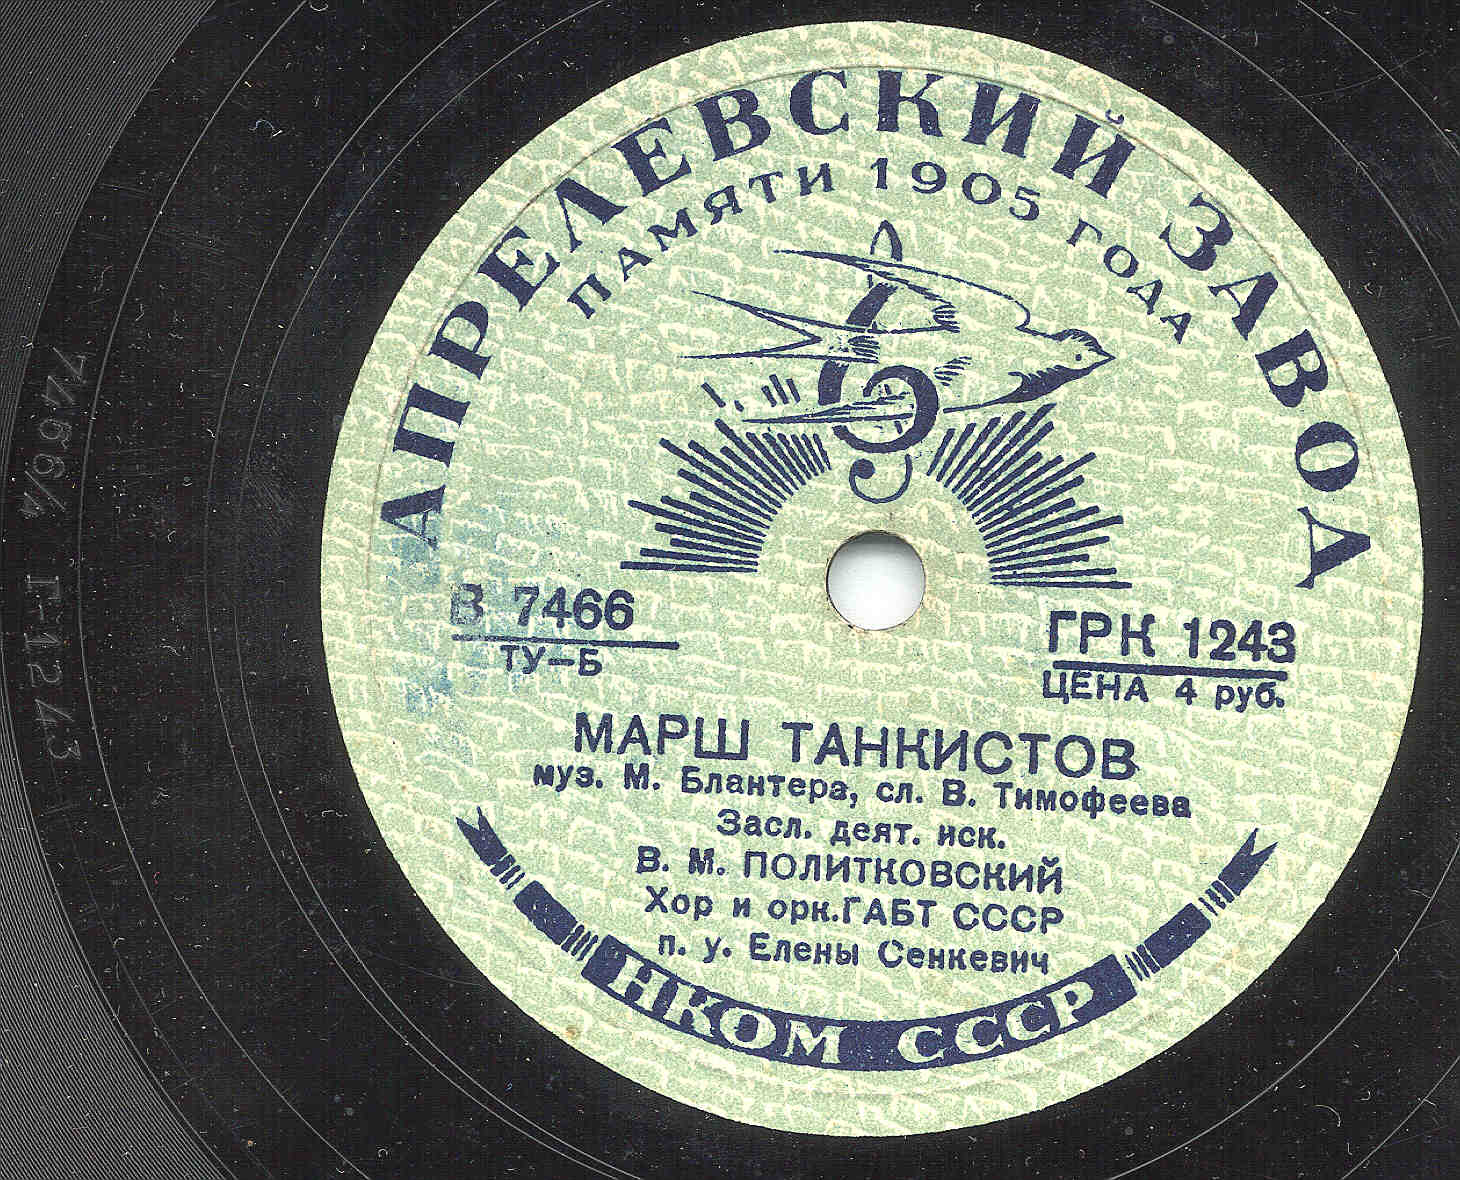 АПРЕЛЕВСКИЙ ЗАВОД
ПАМЯТИ 1905 ГОДА
В 7466
ТУ–Б
ГРК 1243
ЦЕНА 4 руб.
МАРШ ТАНКИСТОВ
муз. М. Блантера, сл. В. Тимофеева
Засл. деят. иск.
В. М. ПОЛИТКОВСКИЙ
Хор и орк.ГАБТ СССР
п. у. Елены Сенкевич
НКОМ СССР
7466/4 Г-1243